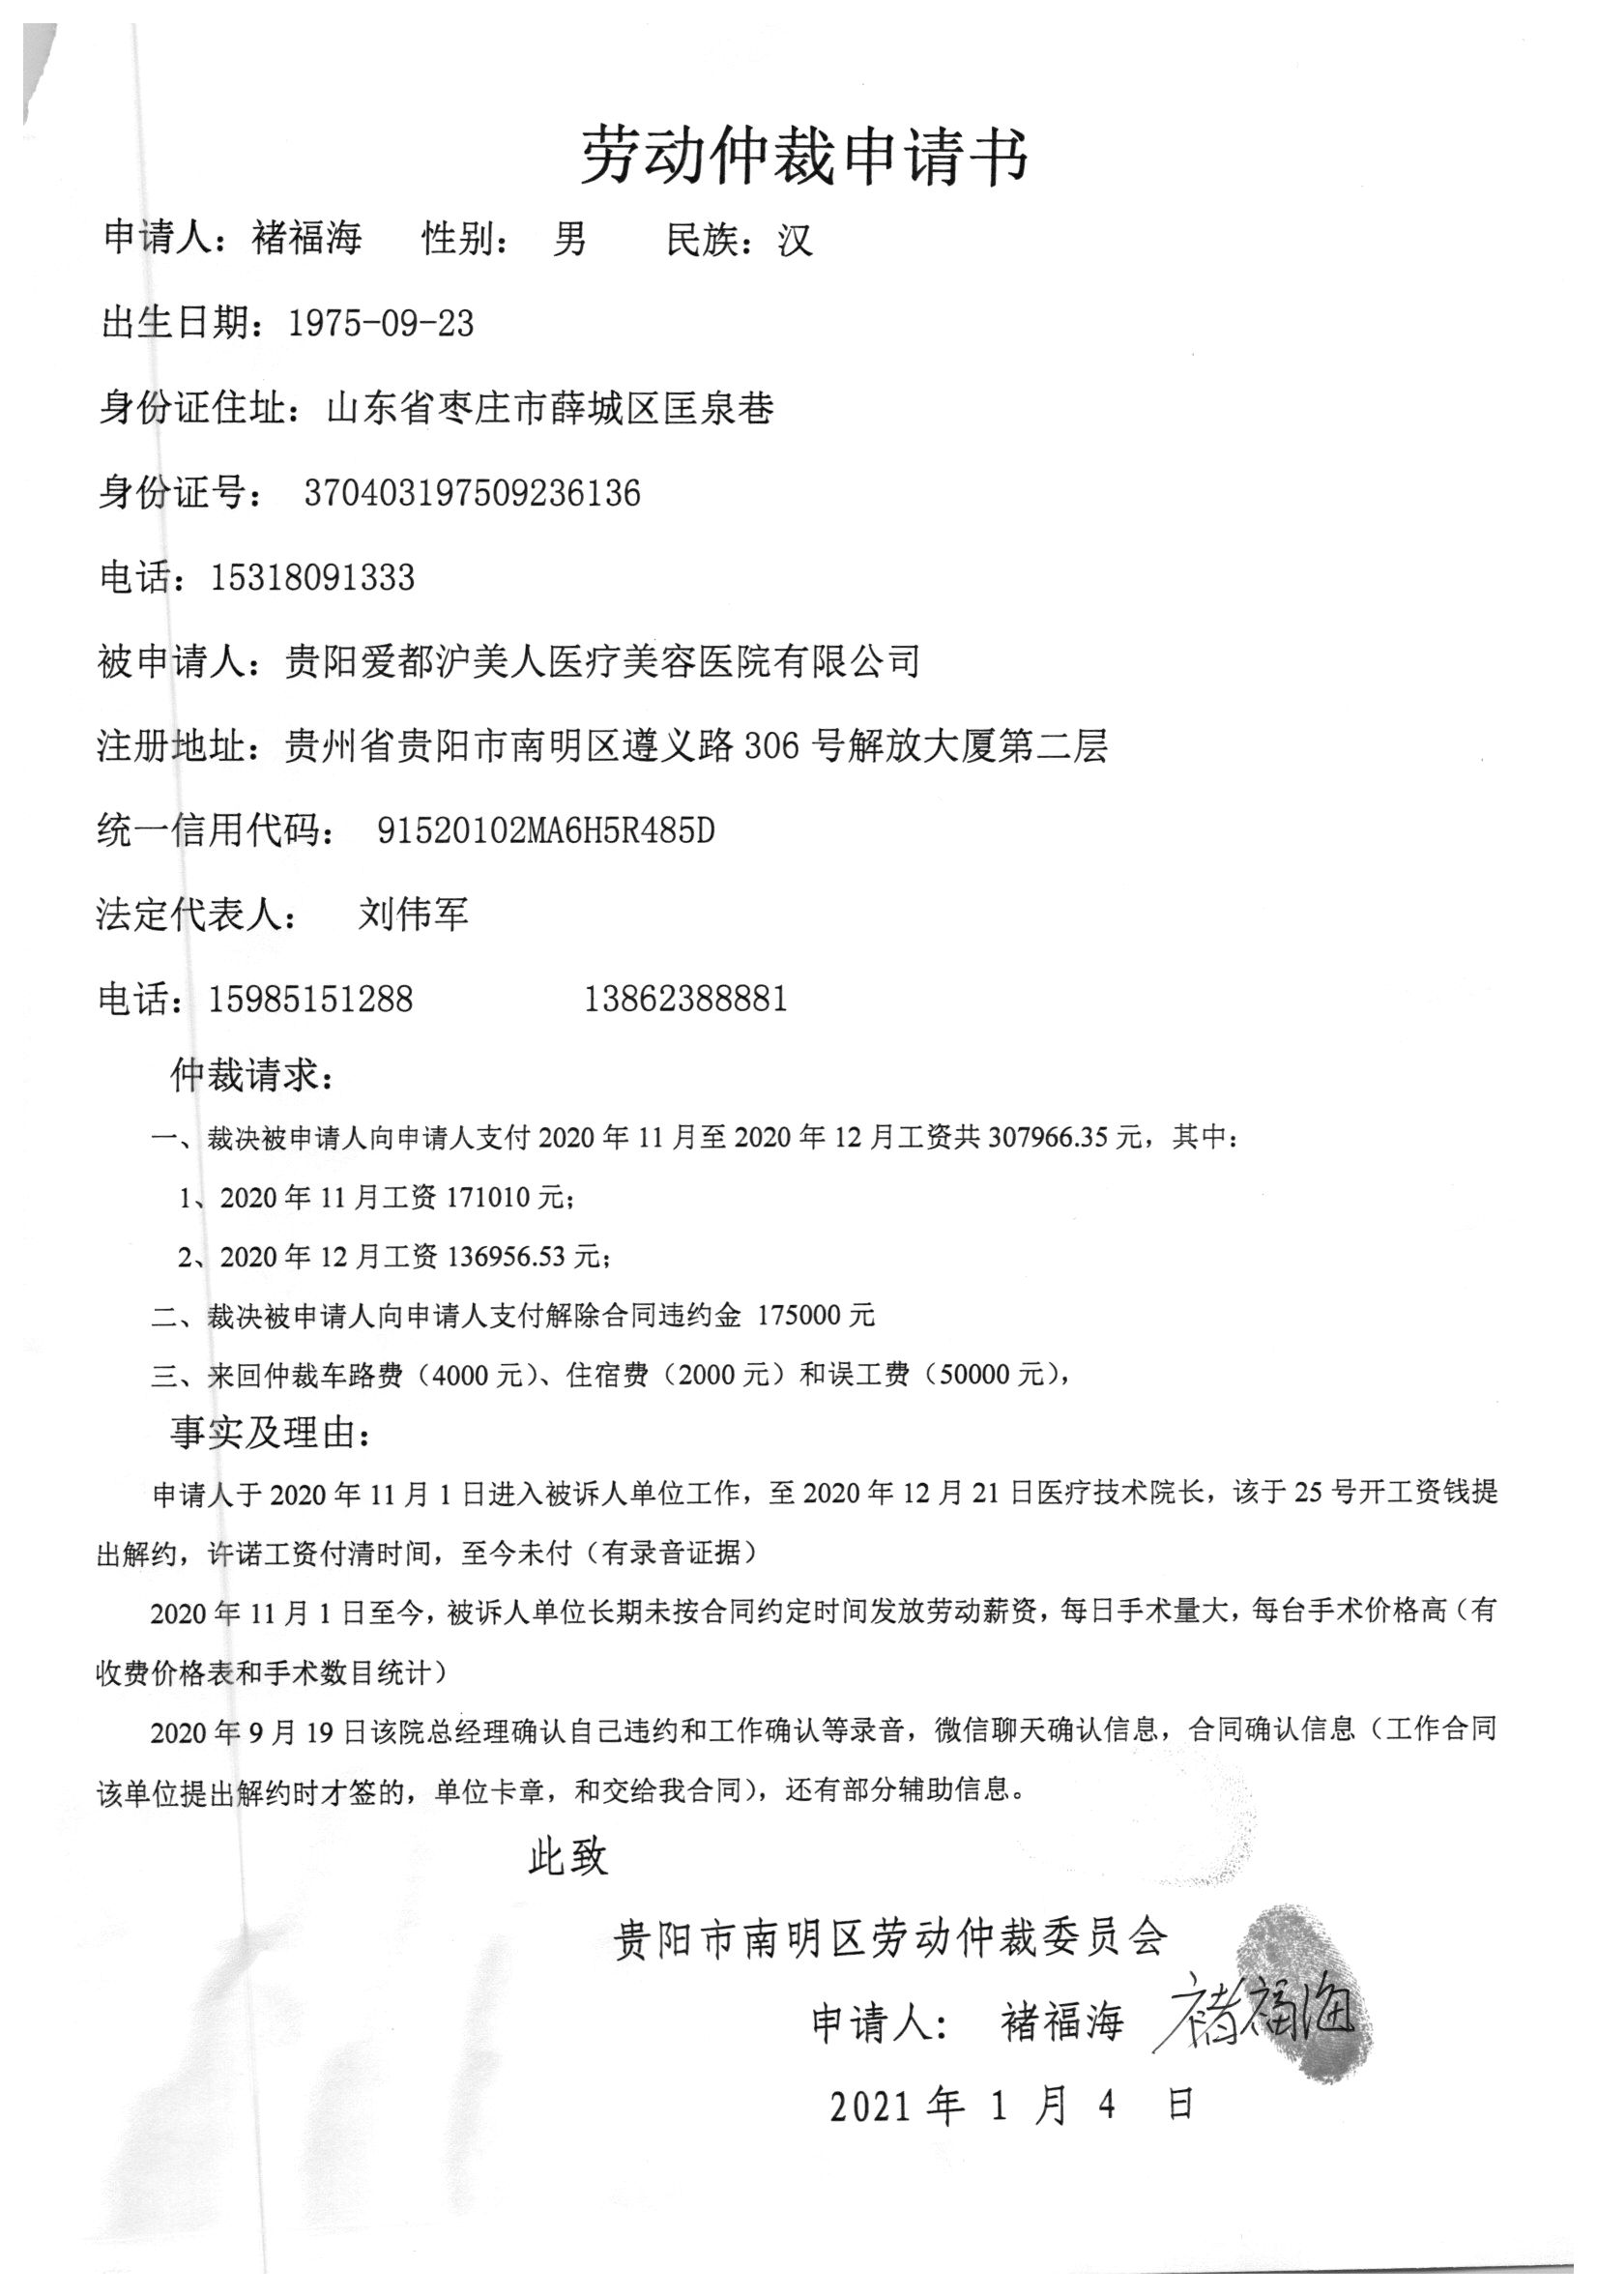 劳动仲裁申请书
申请人：褚福海 性别： 男 民族：汉
出生日期：1975-09-23
身份证住址：山东省枣庄市薛城区匡泉巷
身份证号： 370403197509236136
电话：15318091333
被申请人：贵阳爱都沪美人医疗美容医院有限公司
注册地址：贵州省贵阳市南明区遵义路 306 号解放大厦第二层
统一信用代码： 91520102MA6H5R485D
法定代表人： 刘伟军
电话：15985151288 13862388881
仲裁请求：
一、裁决被申请人向申请人支付 2020 年 11 月至 2020 年 12 月工资共 307966.35 元，其中：
1、2020 年 11 月工资 171010 元；
2、2020 年 12 月工资 136956.53 元；
二、裁决被申请人向申请人支付解除合同违约金 175000 元
三、来回仲裁车路费（4000 元）、住宿费（2000 元）和误工费（50000 元），
事实及理由：
申请人于 2020 年 11 月 1 日进入被诉人单位工作，至 2020 年 12 月 21 日医疗技术院长，该于 25 号开工资钱提
出解约，许诺工资付清时间，至今未付（有录音证据）
2020 年 11 月 1 日至今，被诉人单位长期未按合同约定时间发放劳动薪资，每日手术量大，每台手术价格高（有
收费价格表和手术数目统计）
2020 年 9 月 19 日该院总经理确认自己违约和工作确认等录音，微信聊天确认信息，合同确认信息（工作合同
该单位提出解约时才签的，单位卡章，和交给我合同），还有部分辅助信息。
此致
贵阳市南明区劳动仲裁委员会
申请人： 褚福海 褚福海
2021 年 1 月 4 日